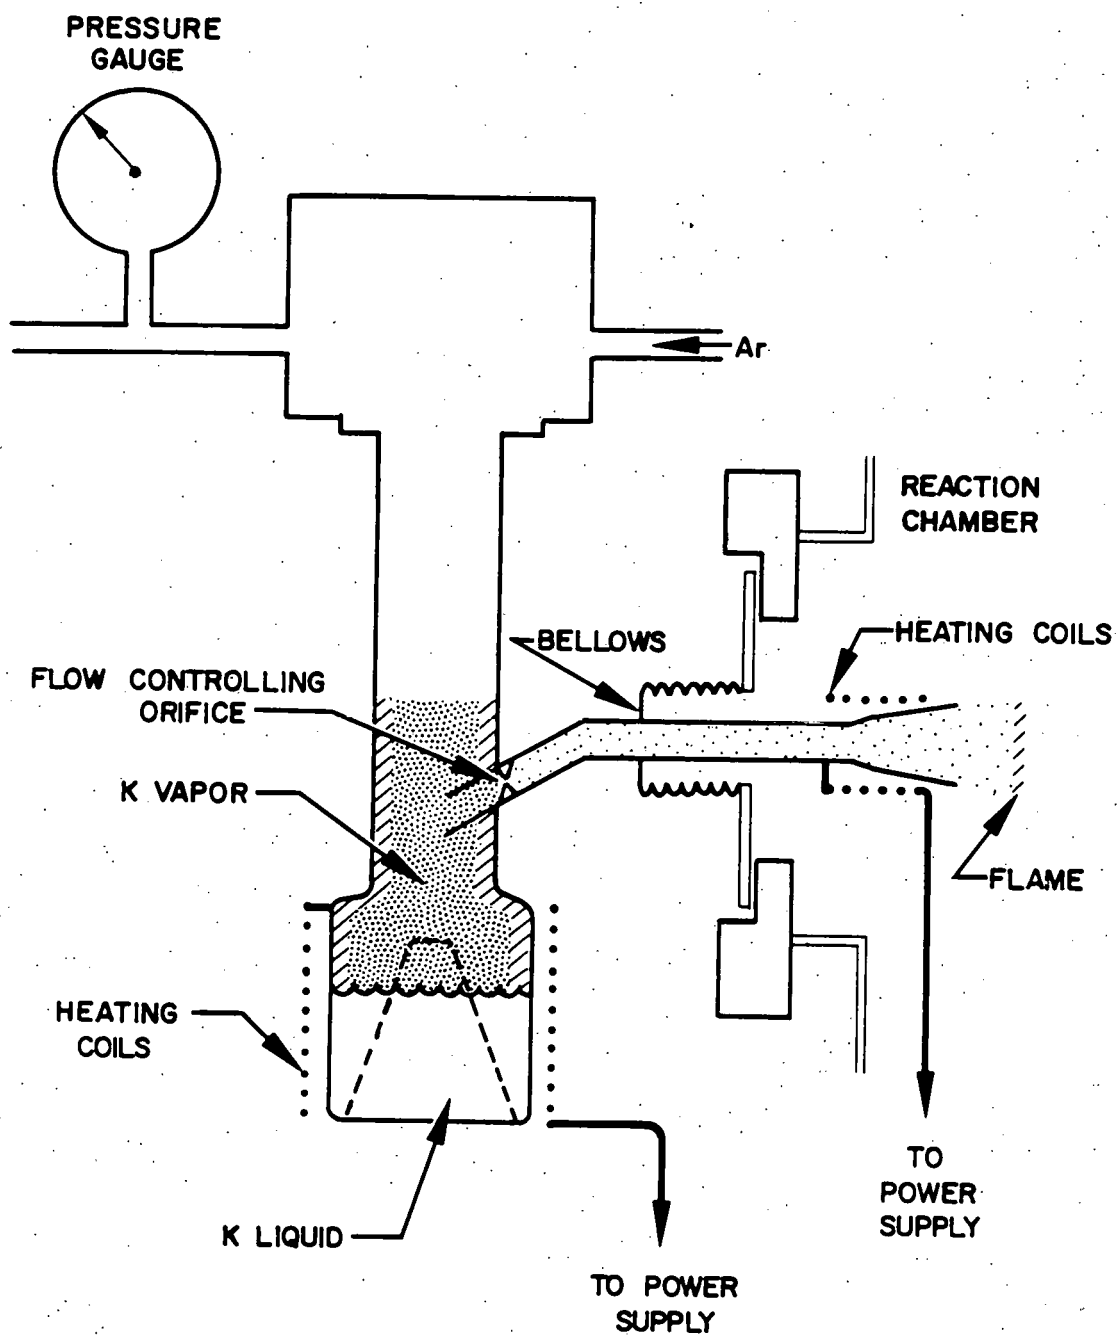 PRESSURE
GAUGE
Ar
REACTION
CHAMBER
BELLOWS
HEATING COILS
FLOW CONTROLLING
ORIFICE
K VAPOR
FLAME
HEATING
COILS
TO
POWER
SUPPLY
K LIQUID
TO POWER
SUPPLY